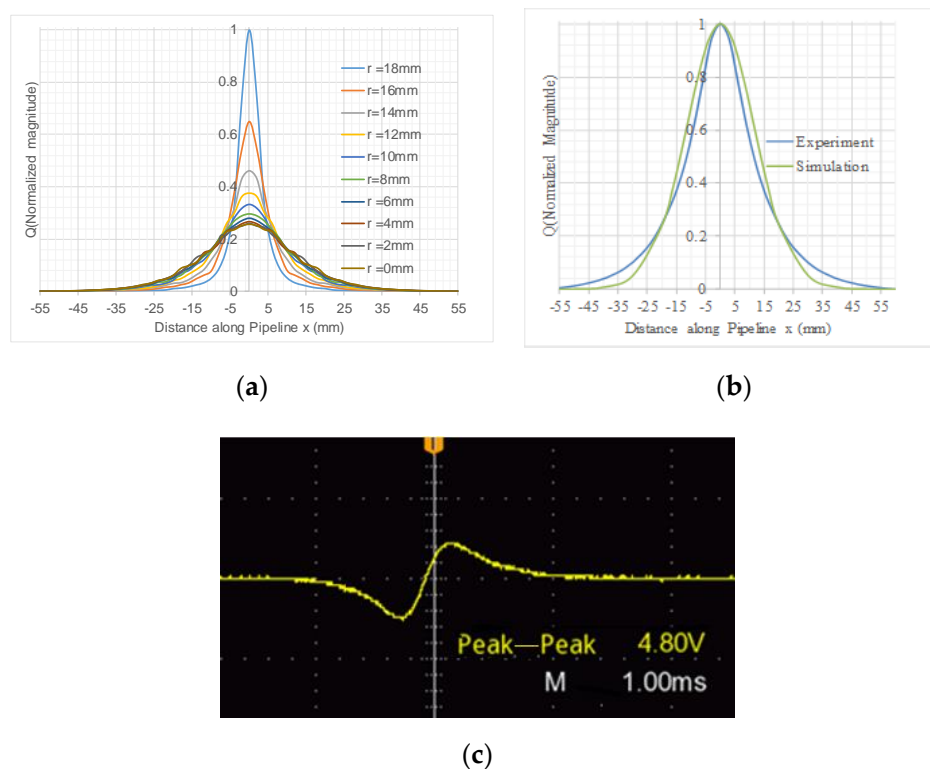 1
0.8
0.6
0.4
0.2
0
Q(Normalized magnitude)
r =18mm
r =16mm
r =14mm
r =12mm
r =10mm
r=8mm
r =6mm
r =4mm
r =2mm
r =0mm
-55 -45 -35 -25 -15 -5 5 15 25 35 45 55
Distance along Pipeline x (mm)
(a)
1
0.8
0.6
0.4
0.2
0
Q(Normalized Magnitutde)
Experiment
Simulation
-55 -45 -35 -25 -15 -5 5 15 25 35 45 55
Distance along Pipeline x (mm)
(b)
Peak—Peak 4.80V
M 1.00ms
(c)